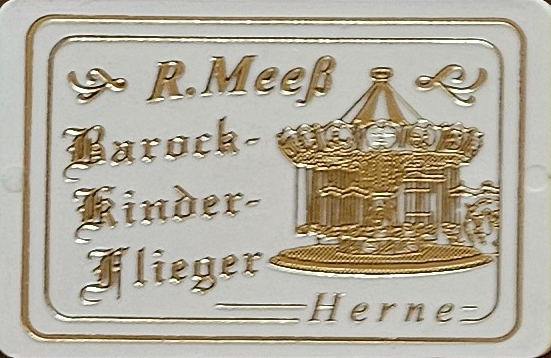 R. Meeß
Barock-
Kinder-
Flieger
Herne